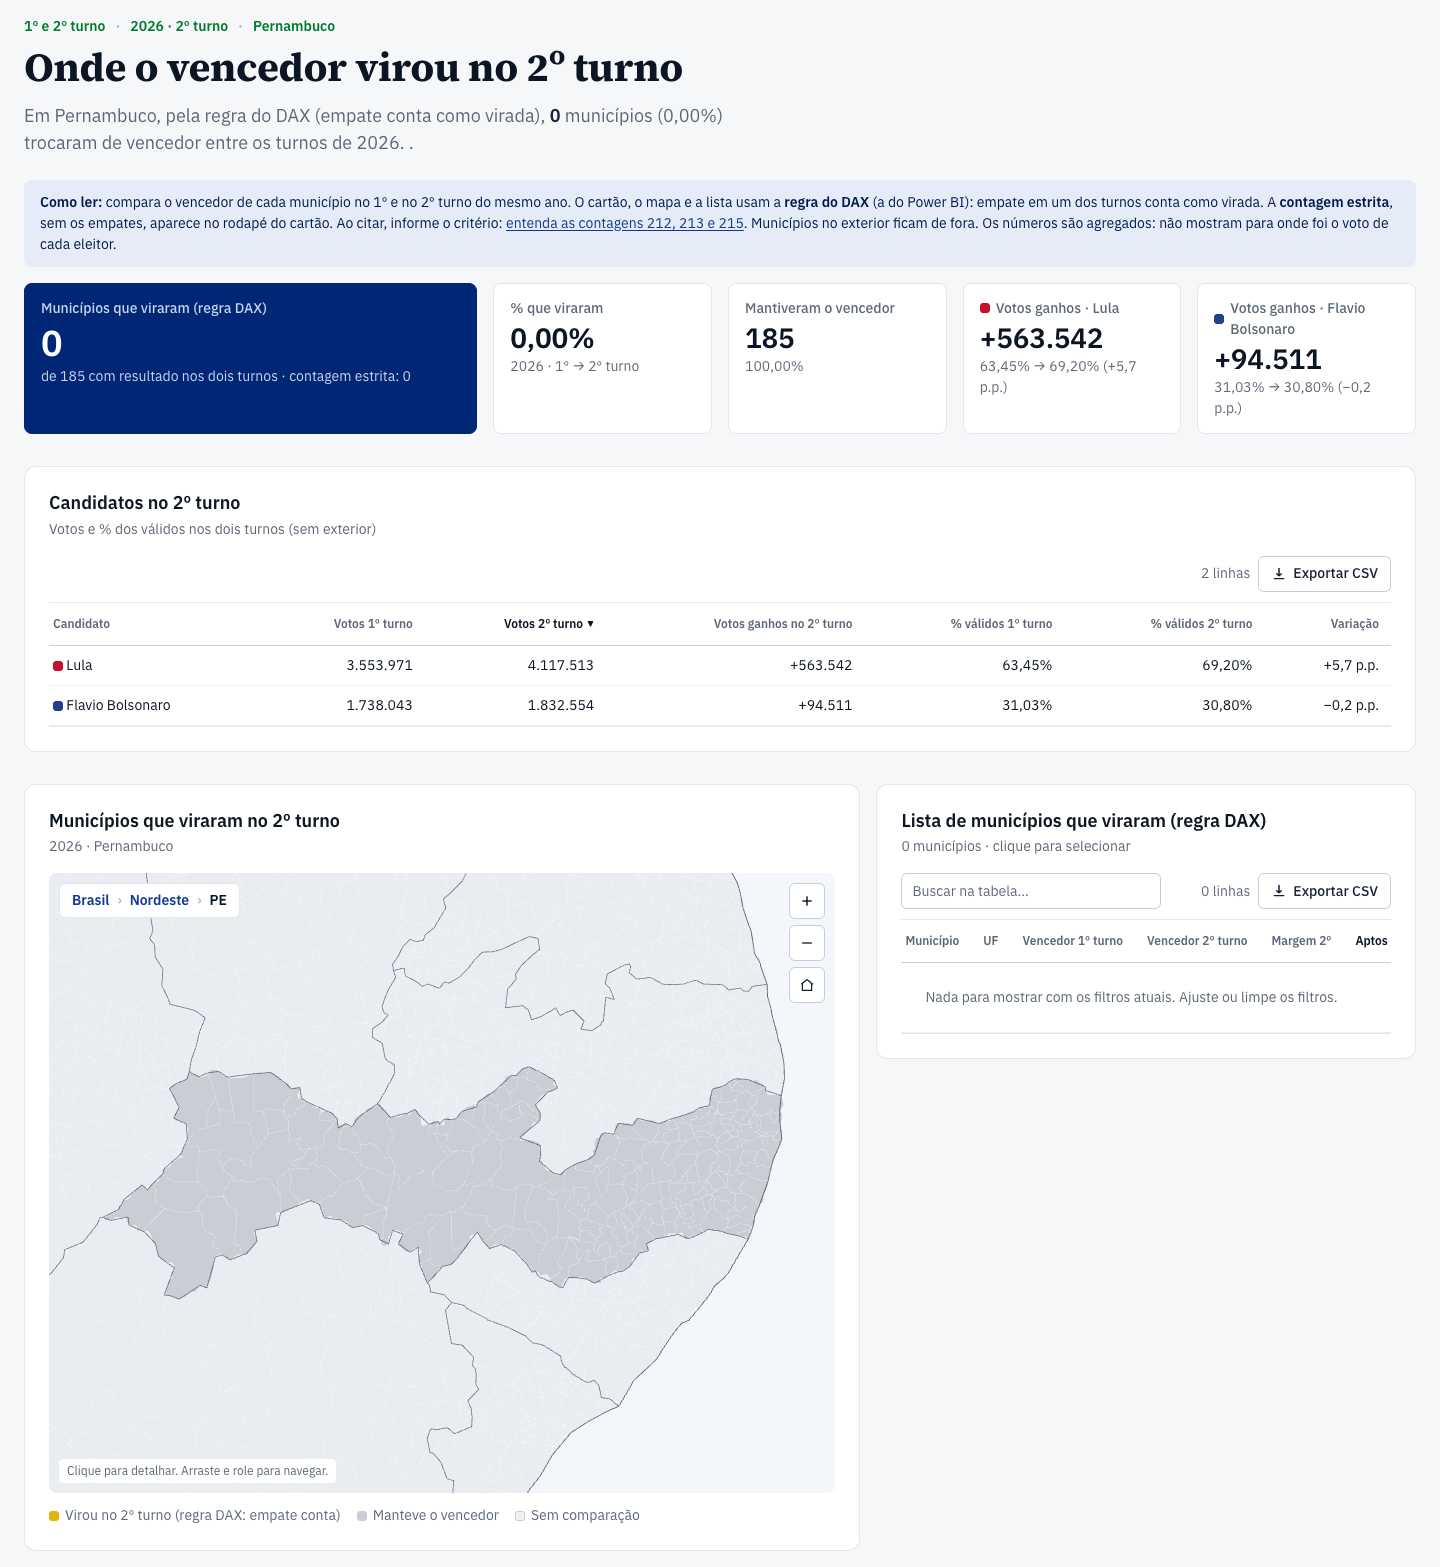 1º e 2º turno · 2026 · 2º turno · Pernambuco
Onde o vencedor virou no 2º turno
Em Pernambuco, pela regra do DAX (empate conta como virada), 0 municípios (0,00%)
trocaram de vencedor entre os turnos de 2026. .
Como ler: compara o vencedor de cada município no 1º e no 2º turno do mesmo ano. O cartão, o mapa e a lista usam a regra do DAX (a do Power BI): empate em um dos turnos conta como virada. A contagem estrita,
sem os empates, aparece no rodapé do cartão. Ao citar, informe o critério: entenda as contagens 212, 213 e 215. Municípios no exterior ficam de fora. Os números são agregados: não mostram para onde foi o voto de
cada eleitor.
Municípios que viraram (regra DAX)
0
de 185 com resultado nos dois turnos · contagem estrita: 0
% que viraram
0,00%
2026 · 1º → 2º turno
Mantiveram o vencedor
185
100,00%
Votos ganhos · Lula
+563.542
63,45% → 69,20% (+5,7
p.p.)
Votos ganhos · Flavio
Bolsonaro
+94.511
31,03% → 30,80% (−0,2
p.p.)
Candidatos no 2º turno
Votos e % dos válidos nos dois turnos (sem exterior)
2 linhas Exportar CSV
Candidato Votos 1º turno Votos 2º turno ▼ Votos ganhos no 2º turno % válidos 1º turno % válidos 2º turno Variação
Lula 3.553.971 4.117.513 +563.542 63,45% 69,20% +5,7 p.p.
Flavio Bolsonaro 1.738.043 1.832.554 +94.511 31,03% 30,80% −0,2 p.p.
Municípios que viraram no 2º turno
2026 · Pernambuco
Brasil › Nordeste › PE
+
−
Clique para detalhar. Arraste e role para navegar.
Virou no 2º turno (regra DAX: empate conta) Manteve o vencedor Sem comparação
Lista de municípios que viraram (regra DAX)
0 municípios · clique para selecionar
Buscar na tabela... 0 linhas Exportar CSV
Município UF Vencedor 1º turno Vencedor 2º turno Margem 2º Aptos
Nada para mostrar com os filtros atuais. Ajuste ou limpe os filtros.